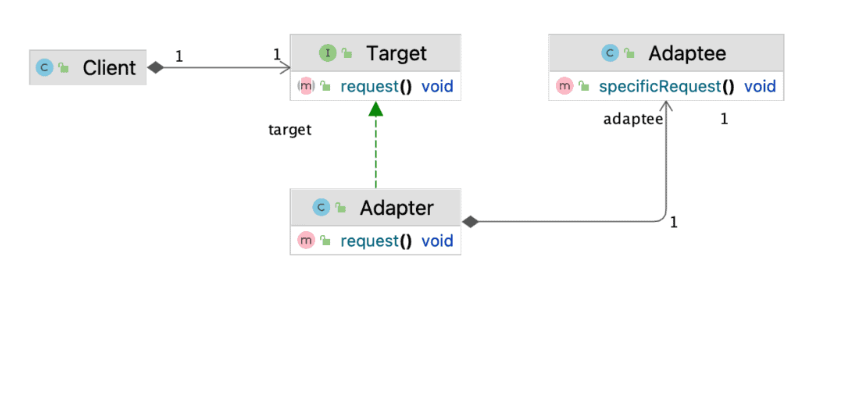 C Client
1
1
I Target
m request() void
C Adaptee
m specificRequest() void
target
adaptee
1
C Adapter
m request() void
1